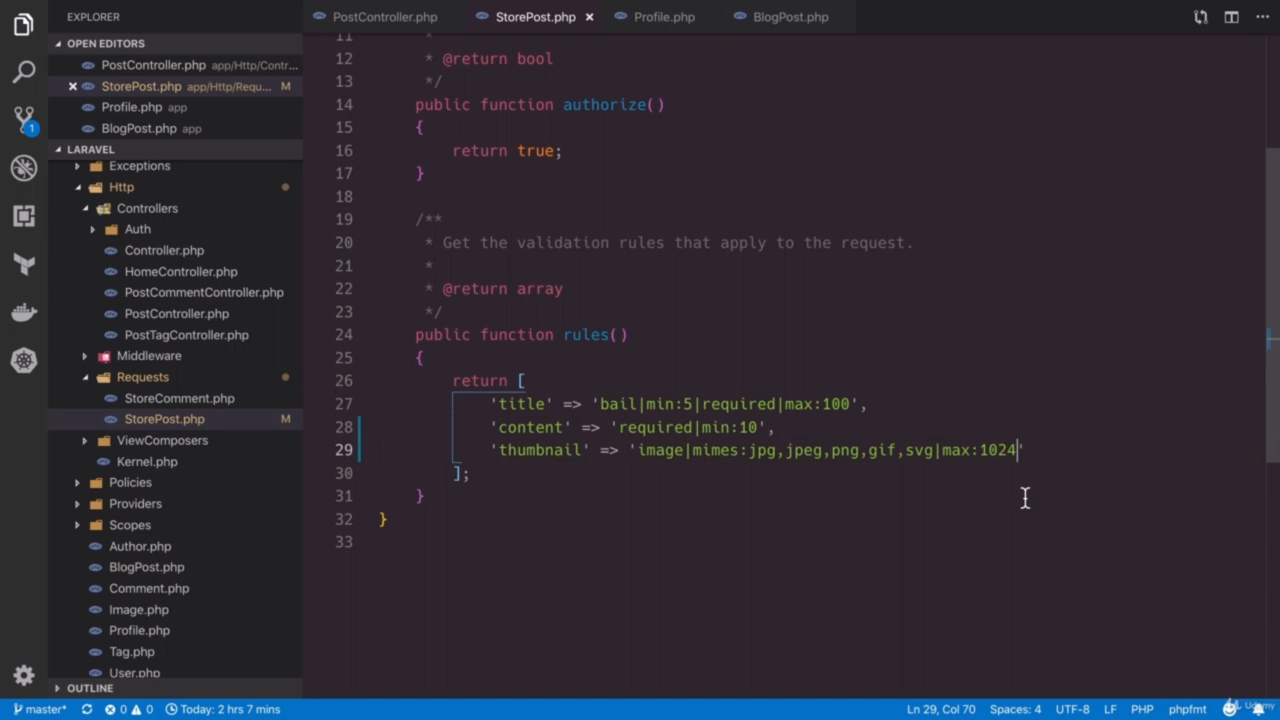 EXPLORER
OPEN EDITORS
PostController.php app/Http/Contr...
StorePost.php app/Http/Requ... M
Profile.php app
BlogPost.php app
LARAVEL
Exceptions
Http
Controllers
Auth
Controller.php
HomeController.php
PostCommentController.php
PostController.php
PostTagController.php
Middleware
Requests
StoreComment.php
StorePost.php M
ViewComposers
Kernel.php
Policies
Providers
Scopes
Author.php
BlogPost.php
Comment.php
Image.php
Profile.php
Tag.php
User.php
OUTLINE
1
PostController.php StorePost.php Profile.php BlogPost.php
11 *
12 * @return bool
13 */
14 public function authorize()
15 {
16 return true;
17 }
18
19 /**
20 * Get the validation rules that apply to the request.
21 *
22 * @return array
23 */
24 public function rules()
25 {
26 return [
27 'title' => 'bail|min:5|required|max:100',
28 'content' => 'required|min:10',
29 'thumbnail' => 'image|mimes:jpg,jpeg,png,gif,svg|max:1024'
30 ];
31 }
32 }
33
master* 0 0 Today: 2 hrs 7 mins Ln 29, Col 70 Spaces: 4 UTF-8 LF PHP phpfmt
Udemy